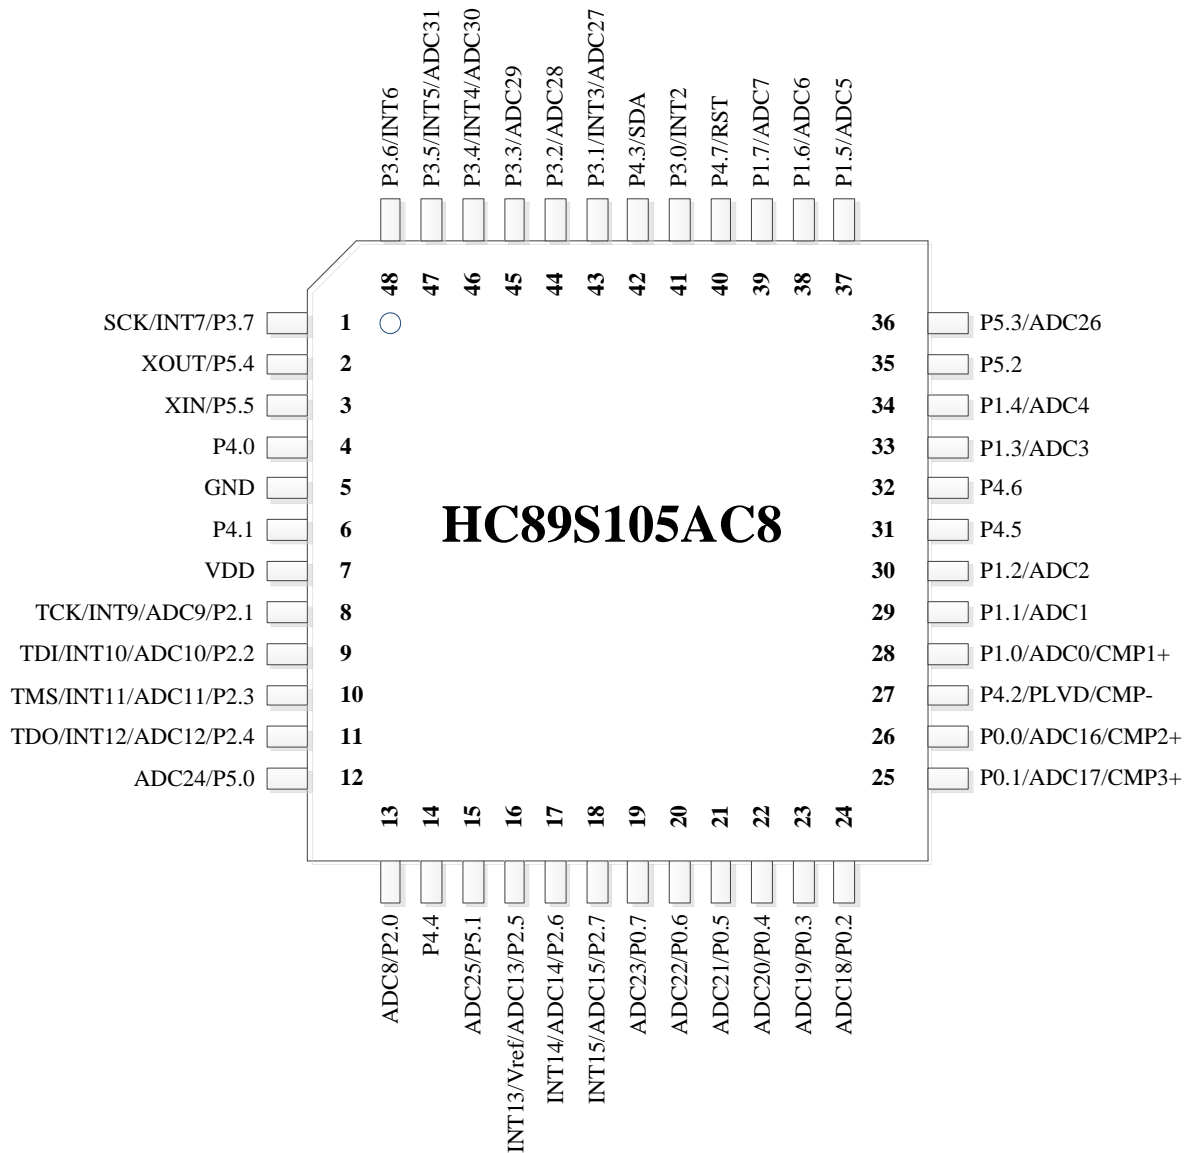 P3.6/INT6
P3.5/INT5/ADC31
P3.4/INT4/ADC30
P3.3/ADC29
P3.2/ADC28
P3.1/INT3/ADC27
P4.3/SDA
P3.0/INT2
P4.7/RST
P1.7/ADC7
P1.6/ADC6
P1.5/ADC5
48
47
46
45
44
43
42
41
40
39
38
37
SCK/INT7/P3.7 1
XOUT/P5.4 2
XIN/P5.5 3
P4.0 4
GND 5
P4.1 6
VDD 7
TCK/INT9/ADC9/P2.1 8
TDI/INT10/ADC10/P2.2 9
TMS/INT11/ADC11/P2.3 10
TDO/INT12/ADC12/P2.4 11
ADC24/P5.0 12
HC89S105AC8
36 P5.3/ADC26
35 P5.2
34 P1.4/ADC4
33 P1.3/ADC3
32 P4.6
31 P4.5
30 P1.2/ADC2
29 P1.1/ADC1
28 P1.0/ADC0/CMP1+
27 P4.2/PLVD/CMP-
26 P0.0/ADC16/CMP2+
25 P0.1/ADC17/CMP3+
13
14
15
16
17
18
19
20
21
22
23
24
ADC8/P2.0
P4.4
ADC25/P5.1
INT13/Vref/ADC13/P2.5
INT14/ADC14/P2.6
INT15/ADC15/P2.7
ADC23/P0.7
ADC22/P0.6
ADC21/P0.5
ADC20/P0.4
ADC19/P0.3
ADC18/P0.2